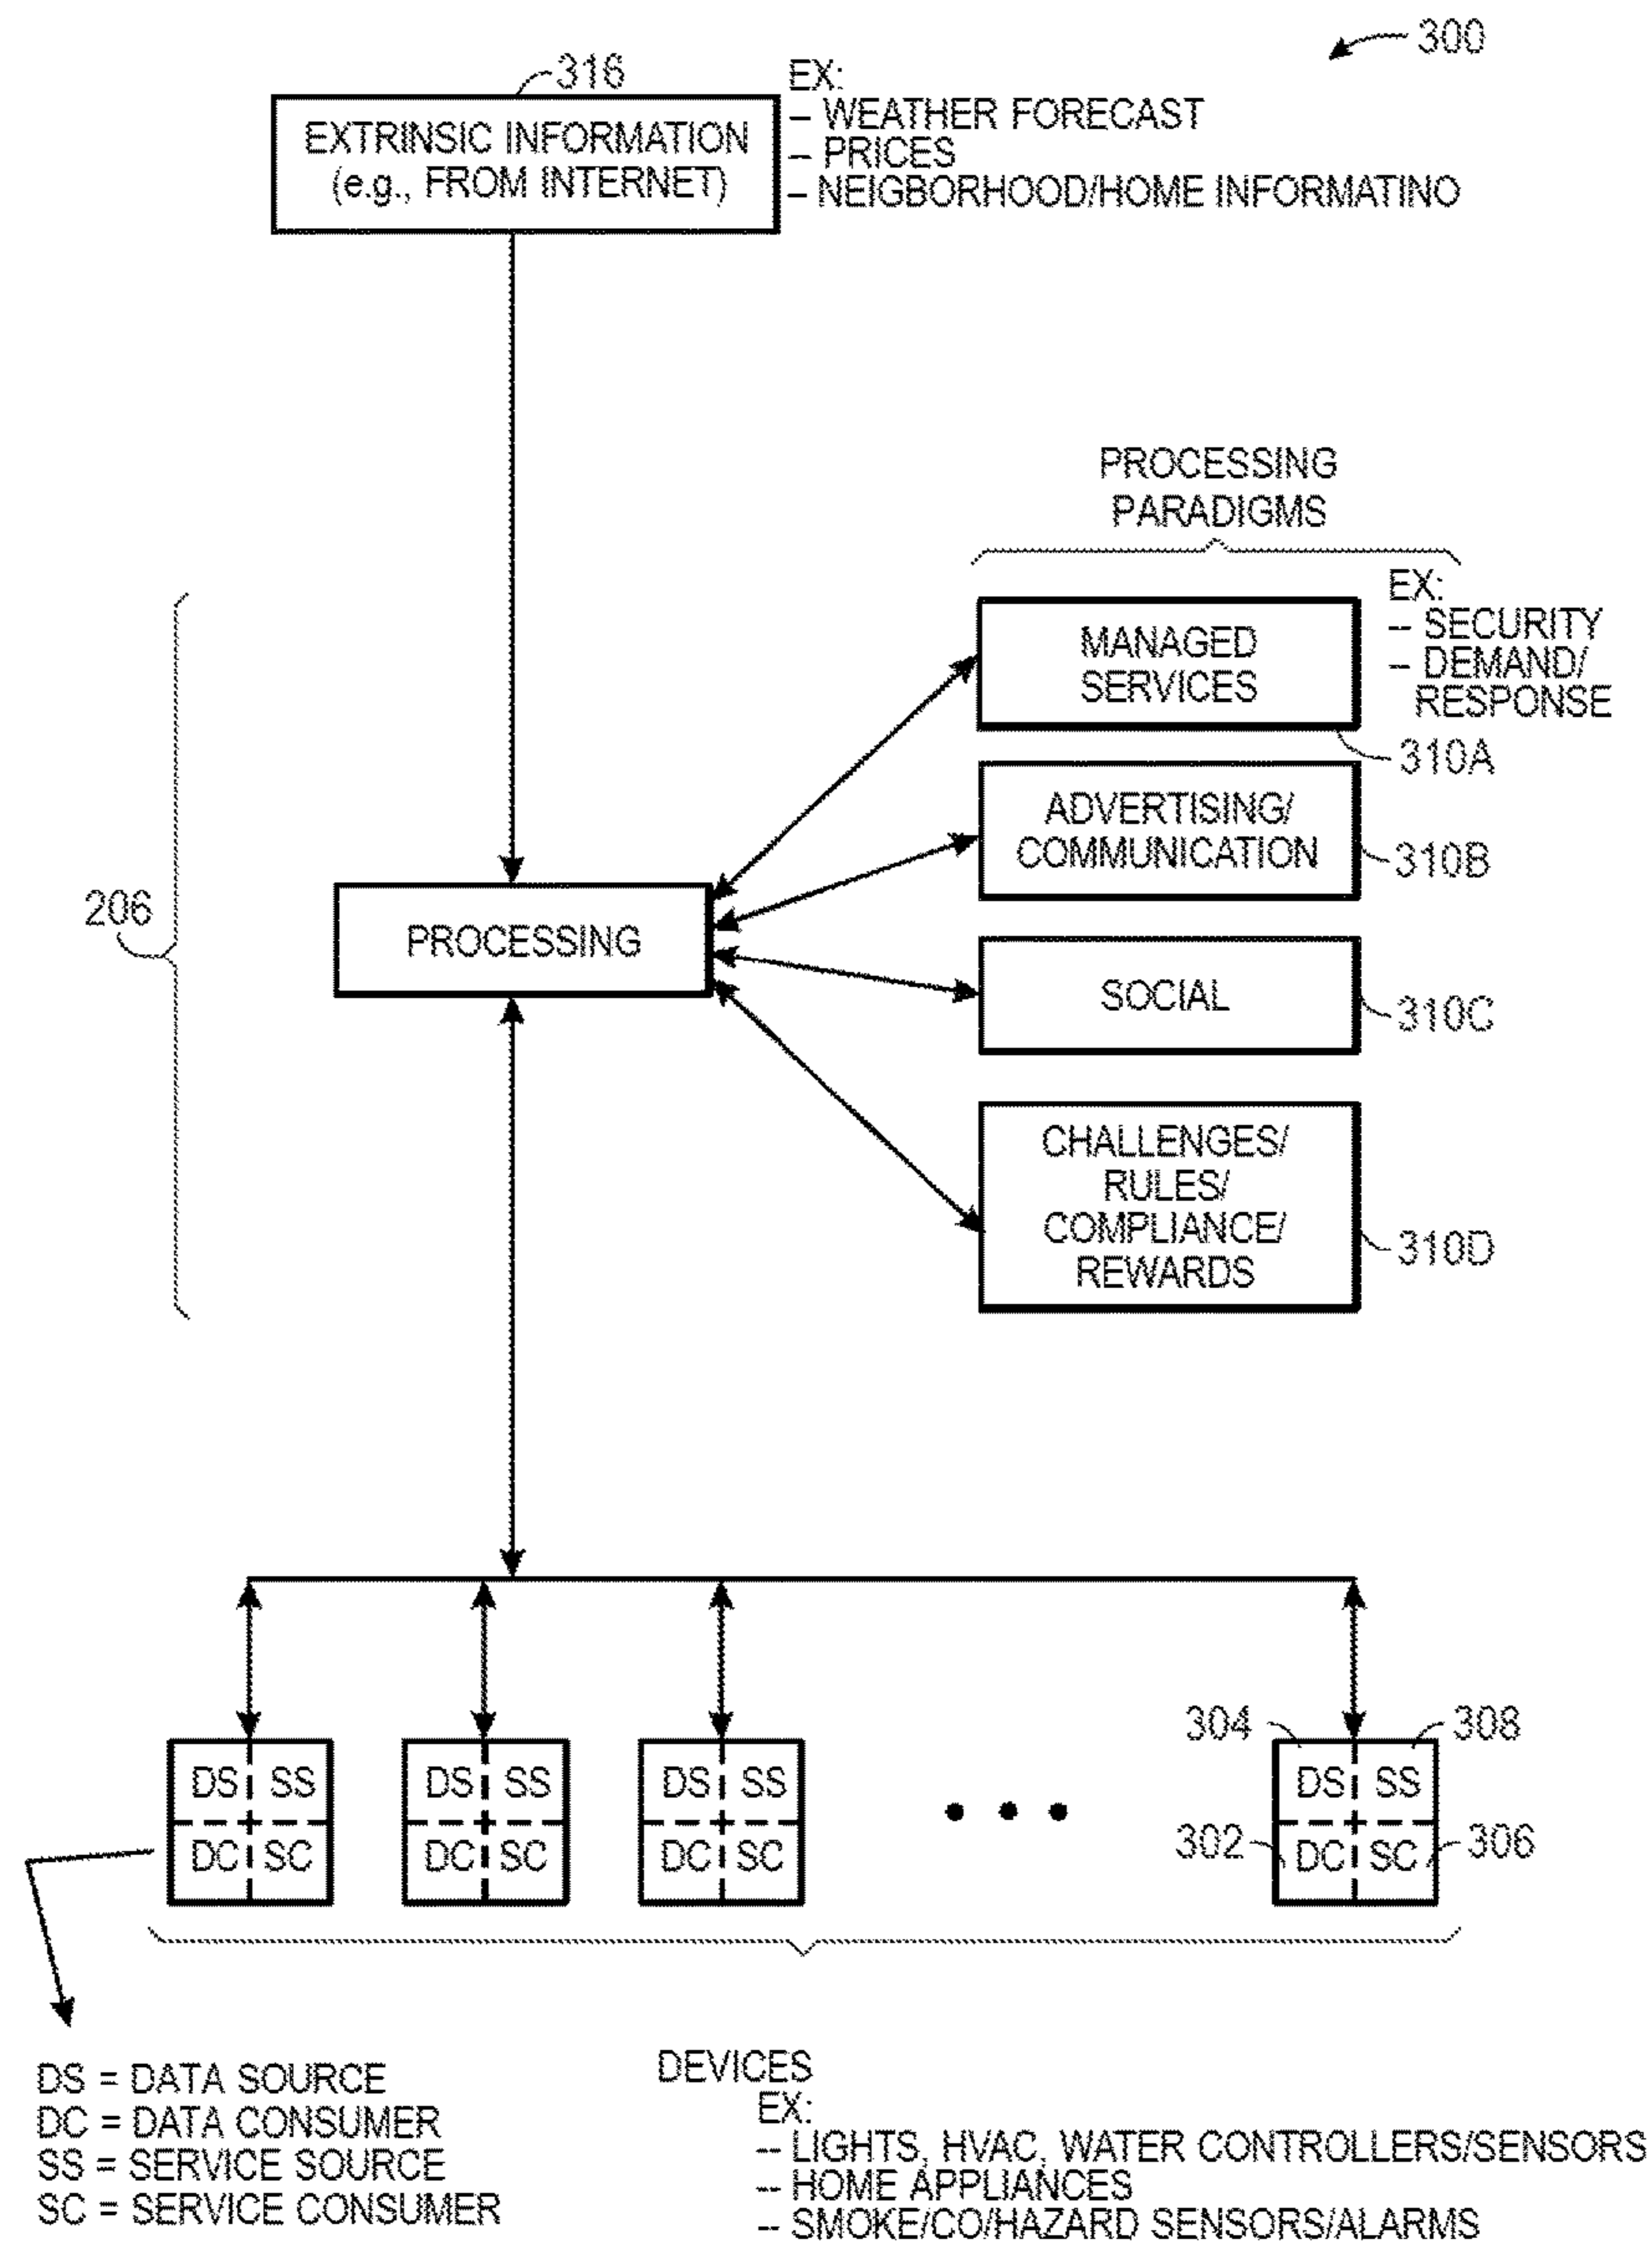 300
316
EXTRINSIC INFORMATION
(e.g., FROM INTERNET)
EX:
– WEATHER FORECAST
– PRICES
– NEIGBORHOOD/HOME INFORMATINO
PROCESSING
PARADIGMS
MANAGED
SERVICES
EX:
-- SECURITY
-- DEMAND/
RESPONSE
310A
ADVERTISING/
COMMUNICATION
310B
206
PROCESSING
SOCIAL
310C
CHALLENGES/
RULES/
COMPLIANCE/
REWARDS
310D
304
308
DS SS
DC SC
DS SS
DC SC
DS SS
DC SC
DS SS
DC SC
302
306
DS = DATA SOURCE
DC = DATA CONSUMER
SS = SERVICE SOURCE
SC = SERVICE CONSUMER
DEVICES
EX:
-- LIGHTS, HVAC, WATER CONTROLLERS/SENSORS
-- HOME APPLIANCES
-- SMOKE/CO/HAZARD SENSORS/ALARMS